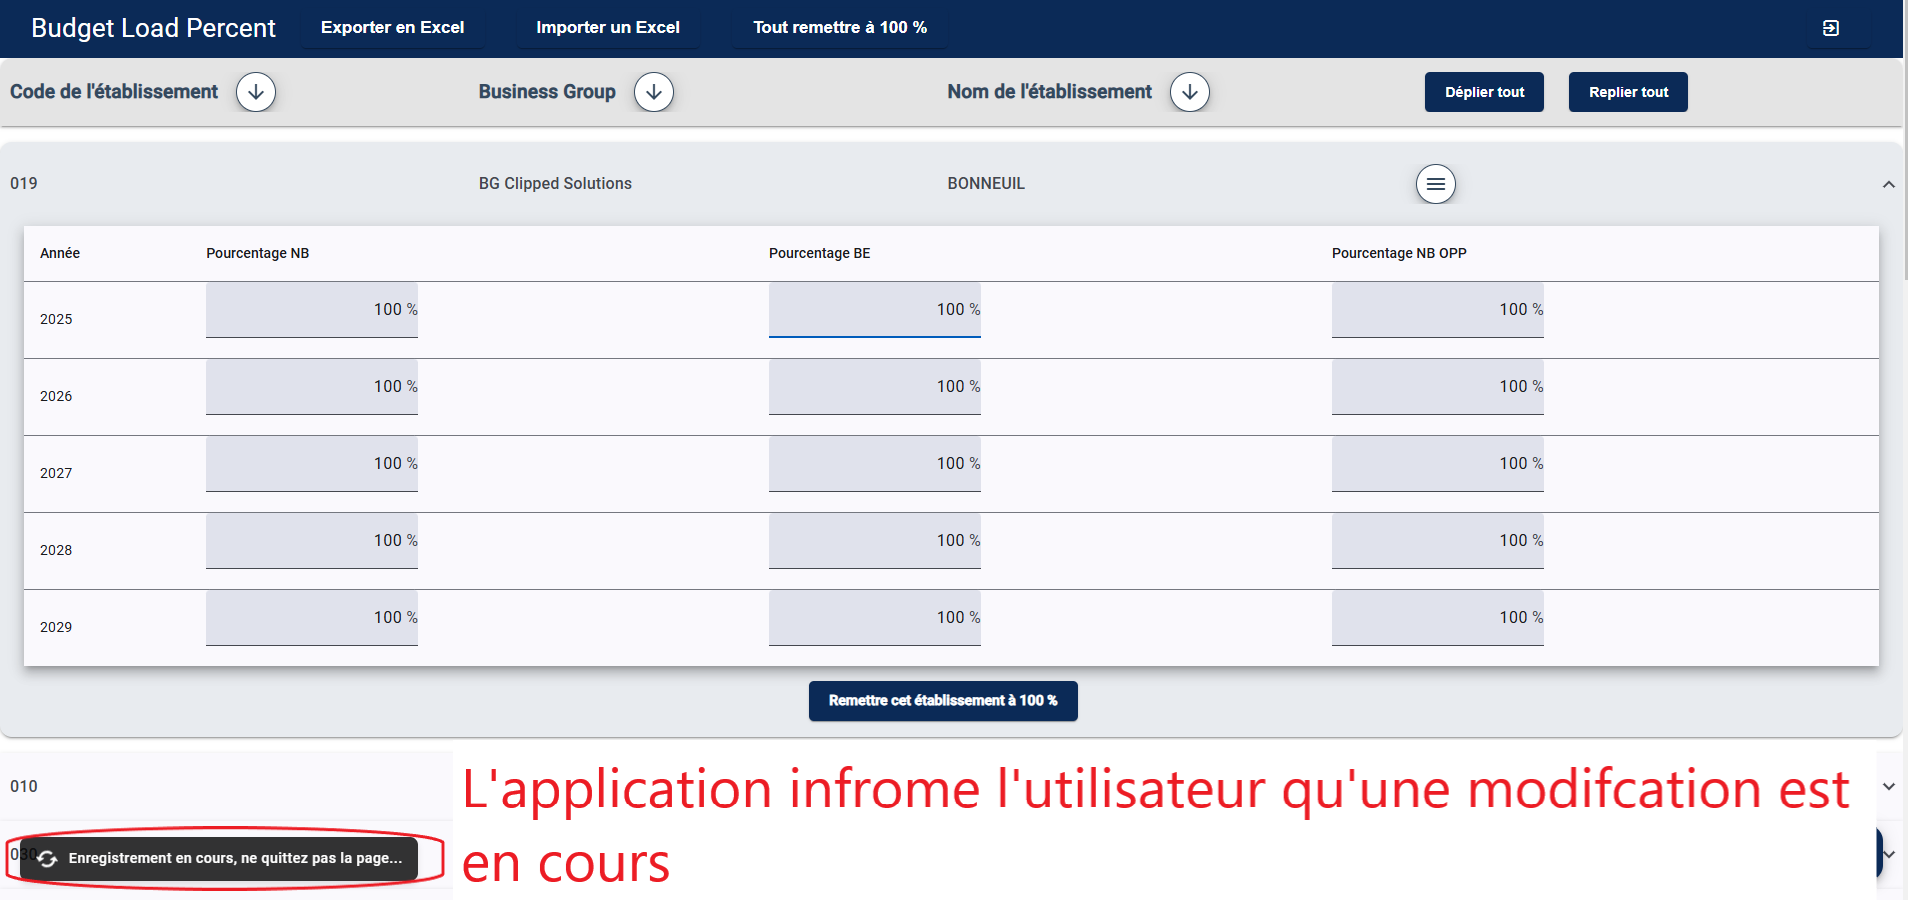 Budget Load Percent Exporter en Excel Importer un Excel Tout remettre à 100 %
Code de l'établissement Business Group Nom de l'établissement Déplier tout Replier tout
019 BG Clipped Solutions BONNEUIL
Année Pourcentage NB Pourcentage BE Pourcentage NB OPP
2025 100 % 100 % 100 %
2026 100 % 100 % 100 %
2027 100 % 100 % 100 %
2028 100 % 100 % 100 %
2029 100 % 100 % 100 %
Remettre cet établissement à 100 %
010
L'application infrome l'utilisateur qu'une modifcation est
030 Enregistrement en cours, ne quittez pas la page...
en cours